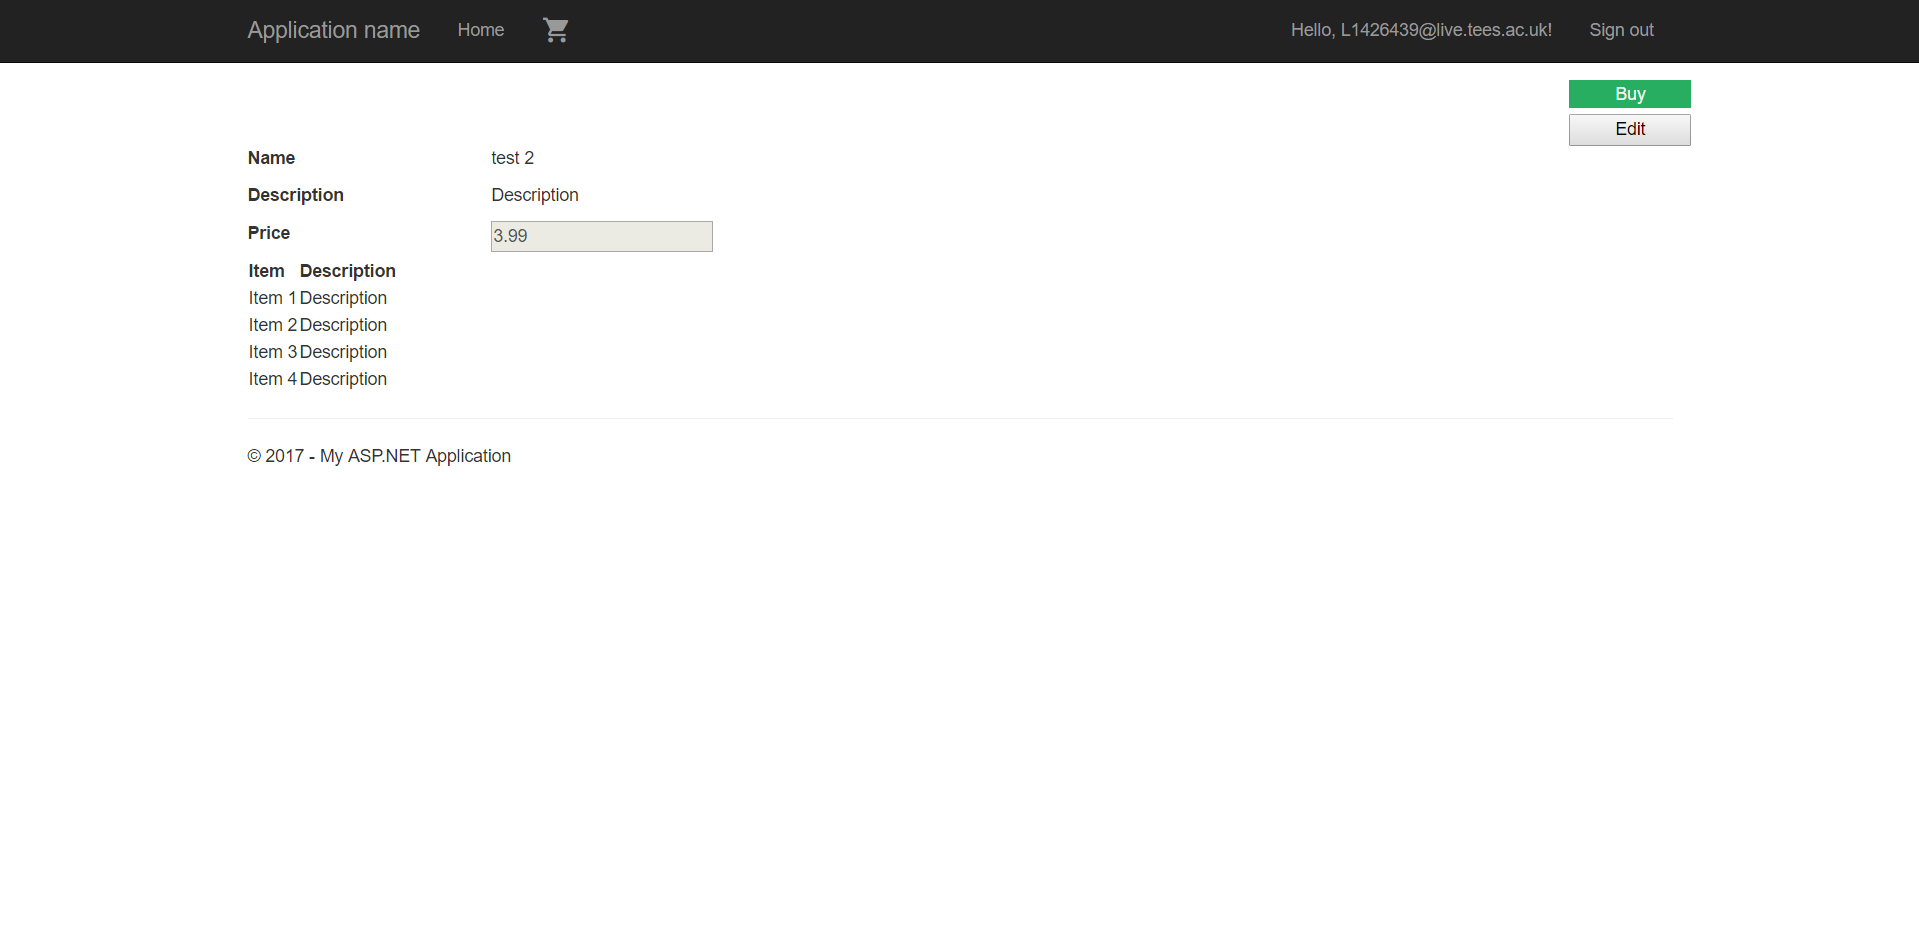 Application name Home Hello, L1426439@live.tees.ac.uk! Sign out
Buy
Edit
Name test 2
Description Description
Price 3.99
Item Description
Item 1 Description
Item 2 Description
Item 3 Description
Item 4 Description
© 2017 - My ASP.NET Application